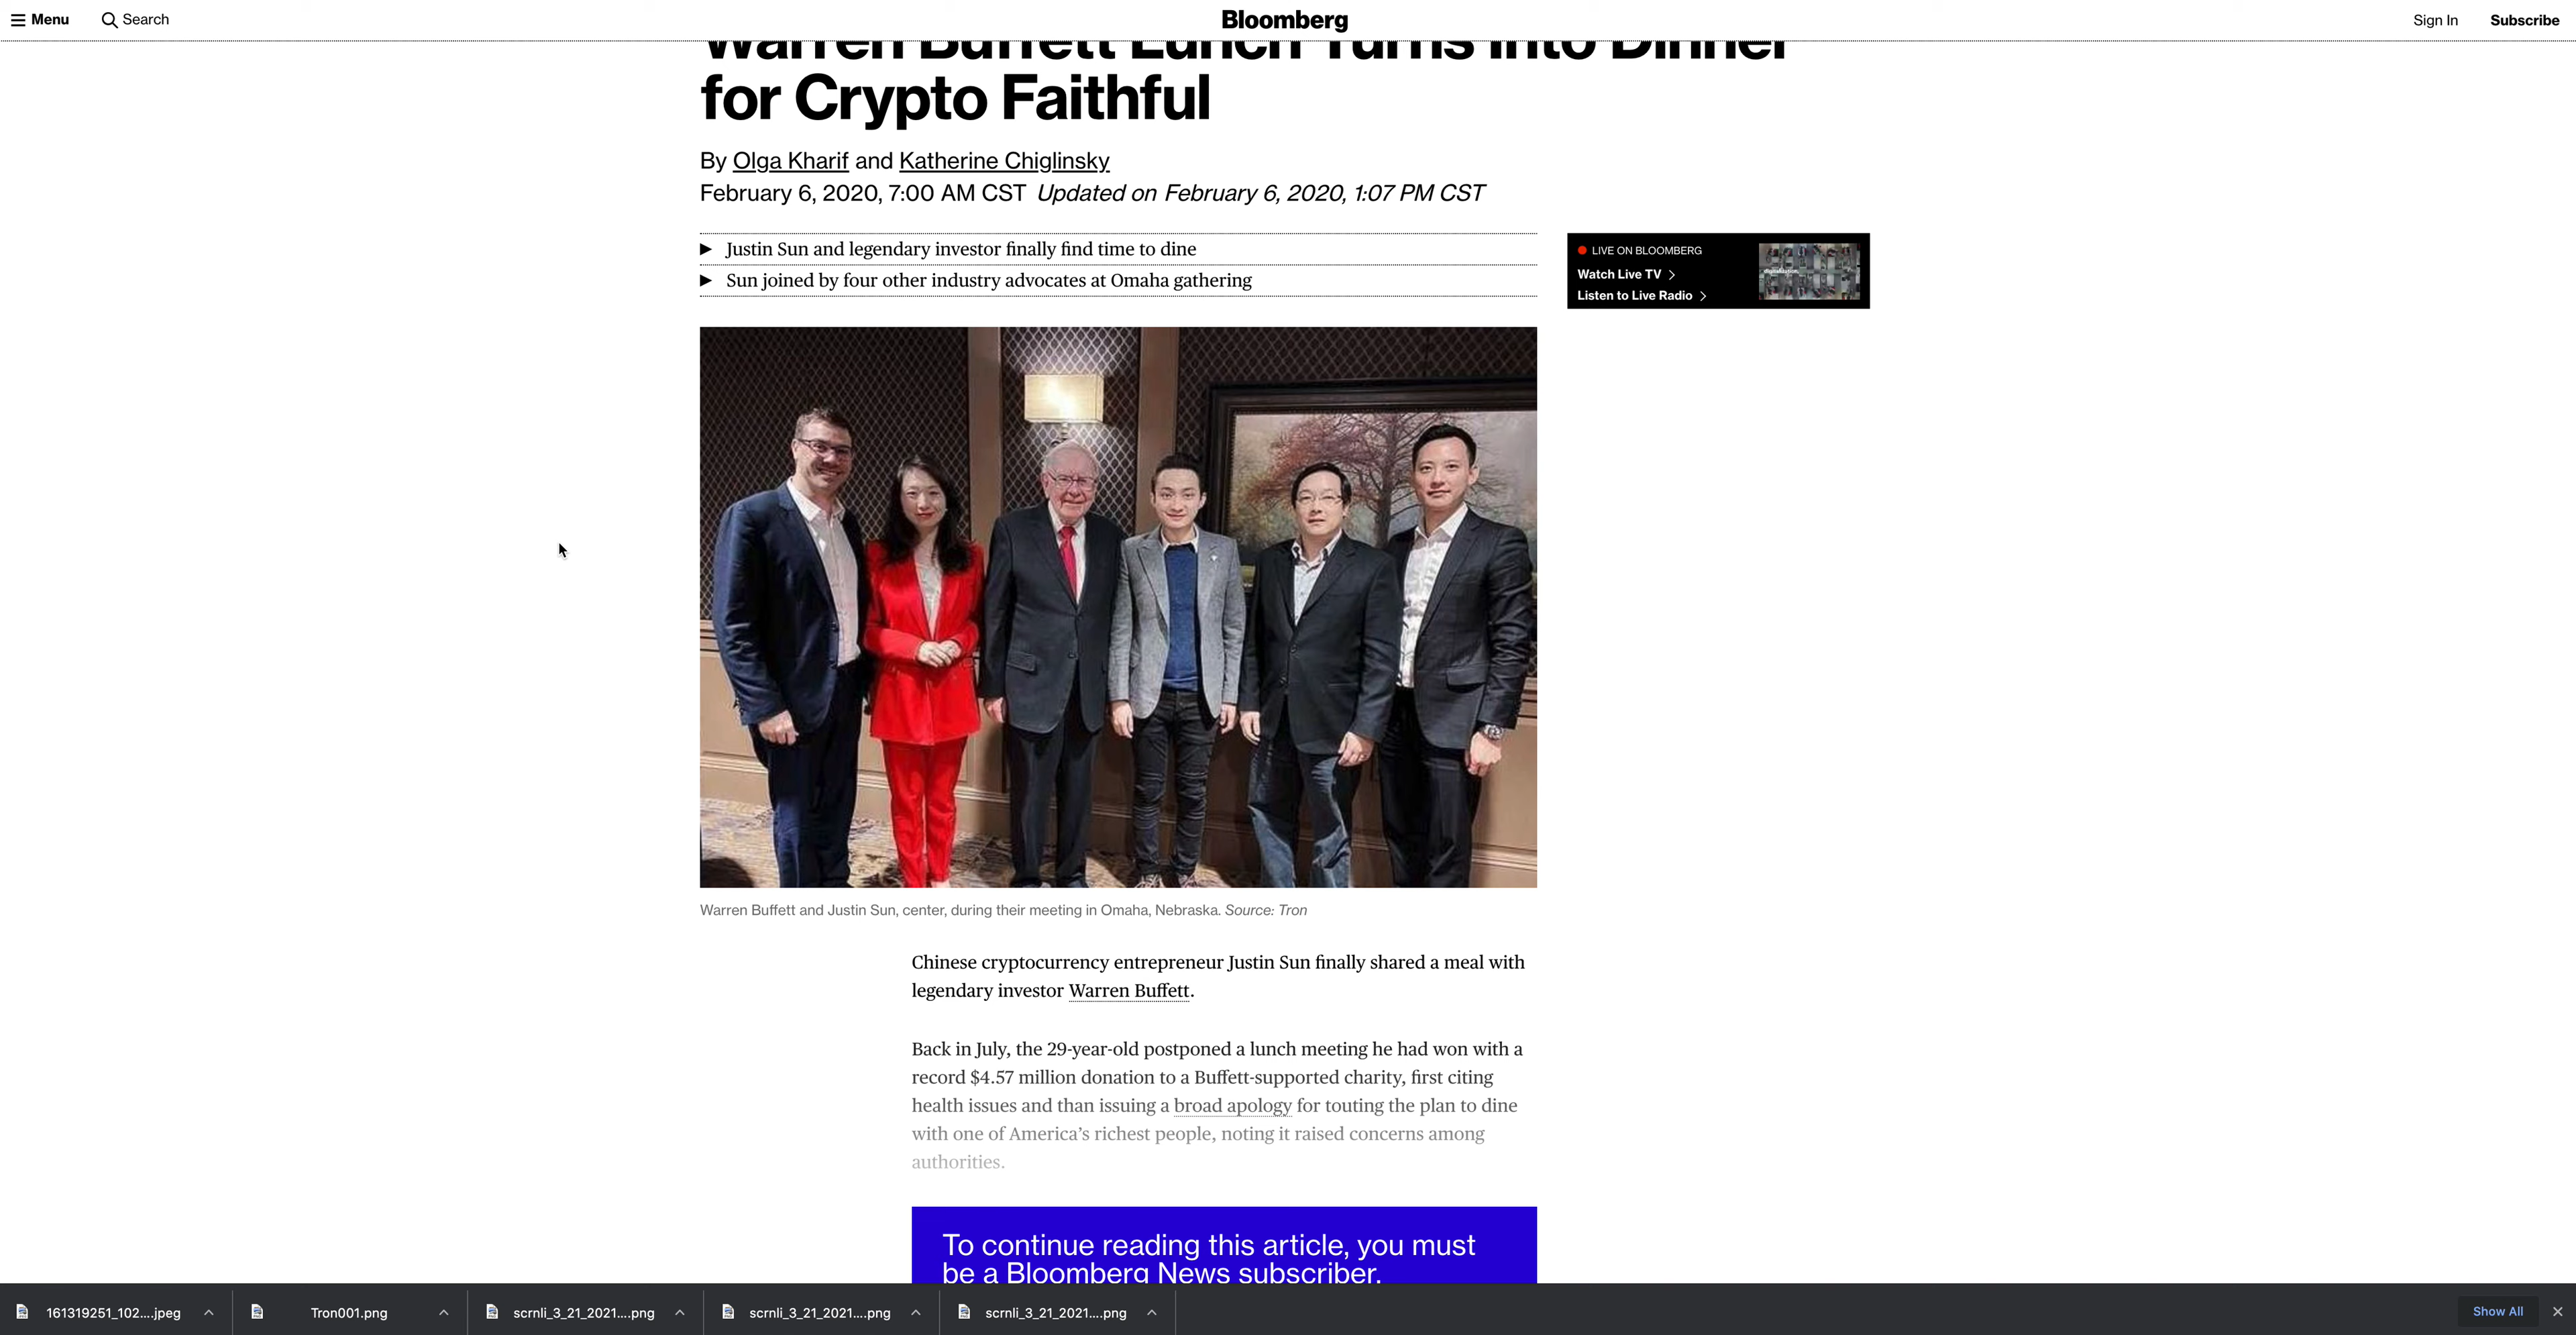 Menu
Search
Bloomberg
Sign In
Subscribe
Warren Buffett Lunch Turns Into Dinner
for Crypto Faithful
By Olga Kharif and Katherine Chiglinsky
February 6, 2020, 7:00 AM CST Updated on February 6, 2020, 1:07 PM CST
Justin Sun and legendary investor finally find time to dine
Sun joined by four other industry advocates at Omaha gathering
LIVE ON BLOOMBERG
Watch Live TV
Listen to Live Radio
Warren Buffett and Justin Sun, center, during their meeting in Omaha, Nebraska. Source: Tron
Chinese cryptocurrency entrepreneur Justin Sun finally shared a meal with
legendary investor Warren Buffett.
Back in July, the 29-year-old postponed a lunch meeting he had won with a
record $4.57 million donation to a Buffett-supported charity, first citing
health issues and than issuing a broad apology for touting the plan to dine
with one of America's richest people, noting it raised concerns among
authorities.
To continue reading this article, you must
be a Bloomberg News subscriber.
161319251_102....jpeg
Tron001.png
scrnli_3_21_2021....png
scrnli_3_21_2021....png
scrnli_3_21_2021....png
Show All